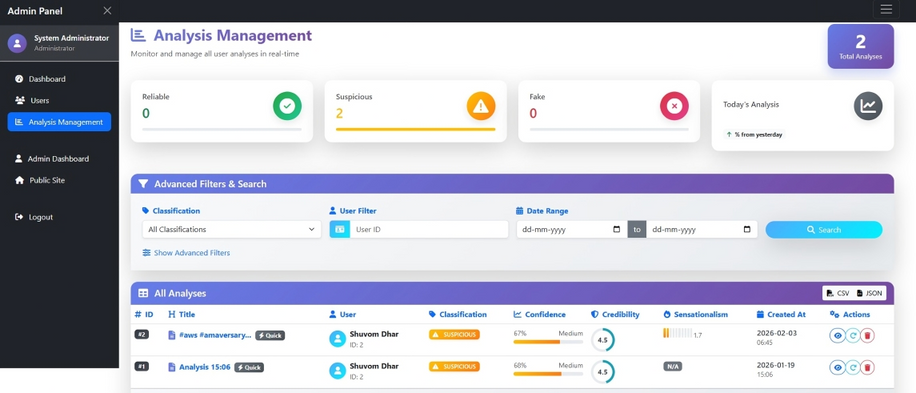 Admin Panel
System Administrator
Administrator
Dashboard
Users
Analysis Management
Admin Dashboard
Public Site
Logout
Analysis Management
Monitor and manage all user analyses in real-time
2
Total Analyses
Reliable
0
Suspicious
2
Fake
0
Today's Analysis
↑ % from yesterday
Advanced Filters & Search
Classification
All Classifications
User Filter
User ID
Date Range
dd-mm-yyyy to dd-mm-yyyy
Search
Show Advanced Filters
All Analyses
CSV JSON
# ID Title User Classification Confidence Credibility Sensationalism Created At Actions
#2 #aws #amaversary... Quick Shuvom Dhar SUSPICIOUS 67% Medium 4.5 1.7 2026-02-03
ID: 2 06:45
#1 Analysis 15:06 Quick Shuvom Dhar SUSPICIOUS 68% Medium 4.5 N/A 2026-01-19
ID: 2 15:06